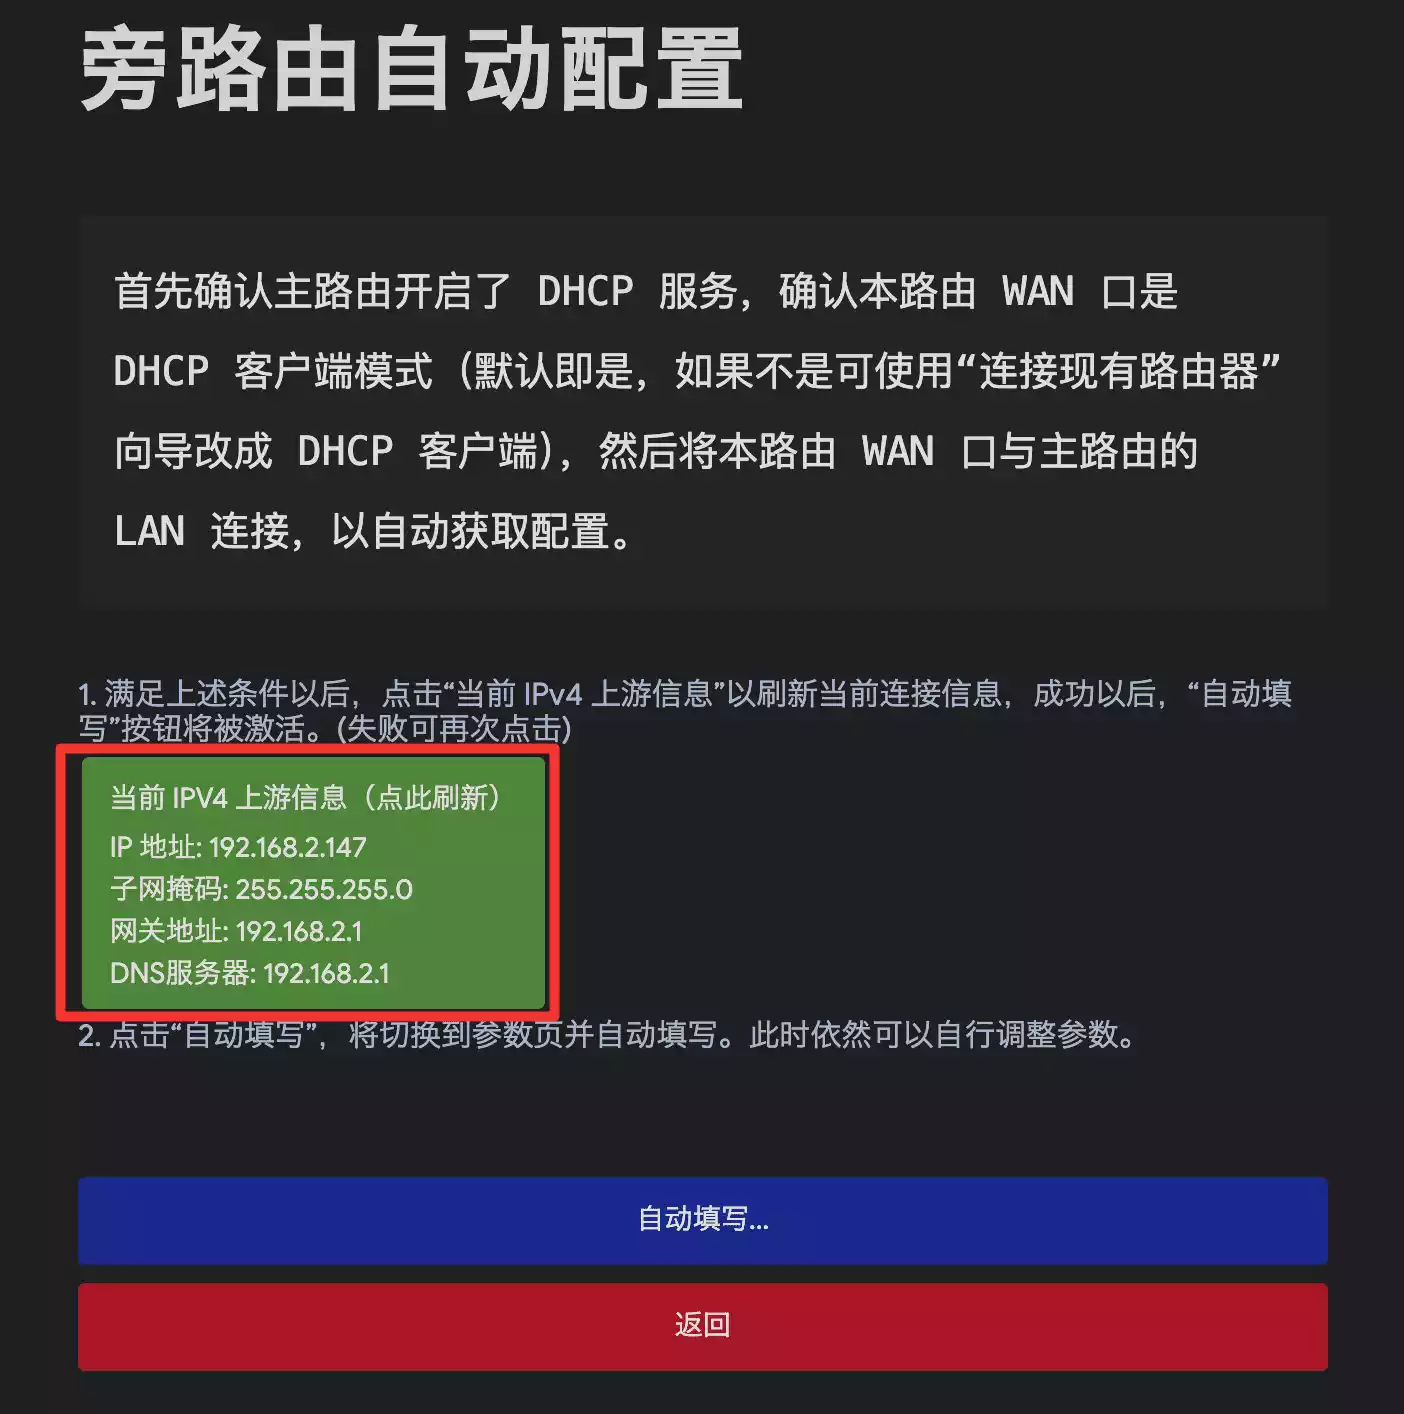 旁路由自动配置
首先确认主路由开启了 DHCP 服务，确认本路由 WAN 口是
DHCP 客户端模式（默认即是，如果不是可使用“连接现有路由器”
向导改成 DHCP 客户端），然后将本路由 WAN 口与主路由的
LAN 连接，以自动获取配置。
1. 满足上述条件以后，点击“当前 IPv4 上游信息”以刷新当前连接信息，成功以后，“自动填
写”按钮将被激活。(失败可再次点击)
当前 IPV4 上游信息（点此刷新）
IP 地址: 192.168.2.147
子网掩码: 255.255.255.0
网关地址: 192.168.2.1
DNS服务器: 192.168.2.1
2. 点击“自动填写”，将切换到参数页并自动填写。此时依然可以自行调整参数。
自动填写...
返回